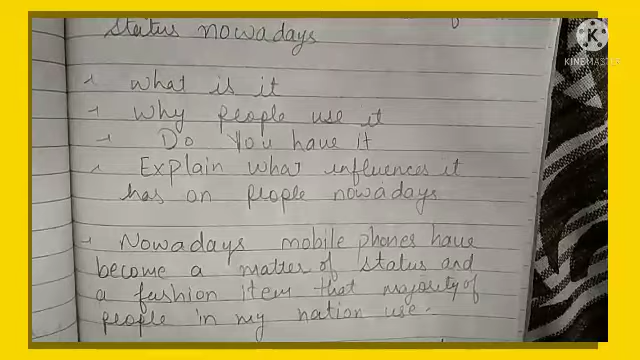 Status nowadays
What is it
Why people use it
Do You have it
Explain what influences it
has on people nowadays
Nowadays mobile phones have
become a matter of status and
a fashion item that majority of
people in my nation use.
KINEMASTER